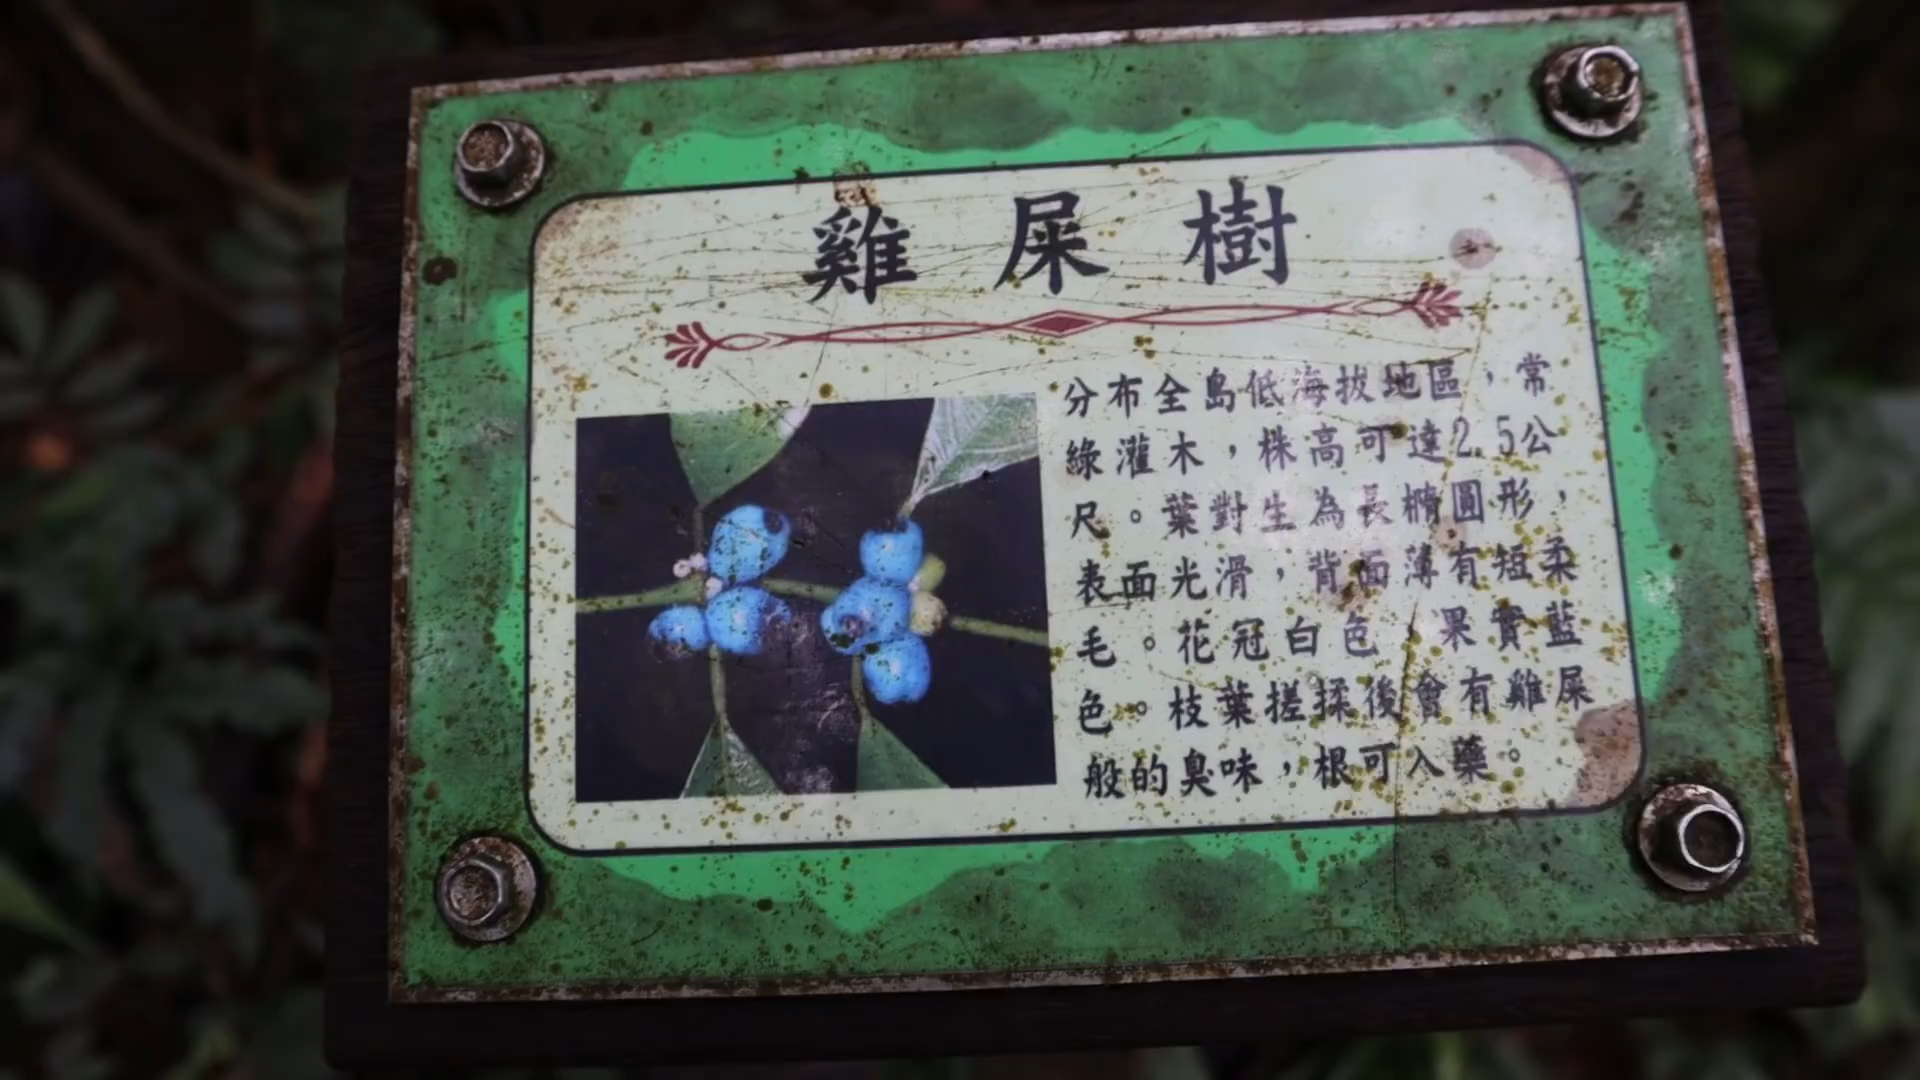 雞屎樹
分布全島低海拔地區，常
綠灌木，株高可達2.5公
尺。葉對生為長橢圓形，
表面光滑，背面薄有短柔
毛。花冠白色 果實藍
色。枝葉搓揉後會有雞屎
般的臭味，根可入藥。